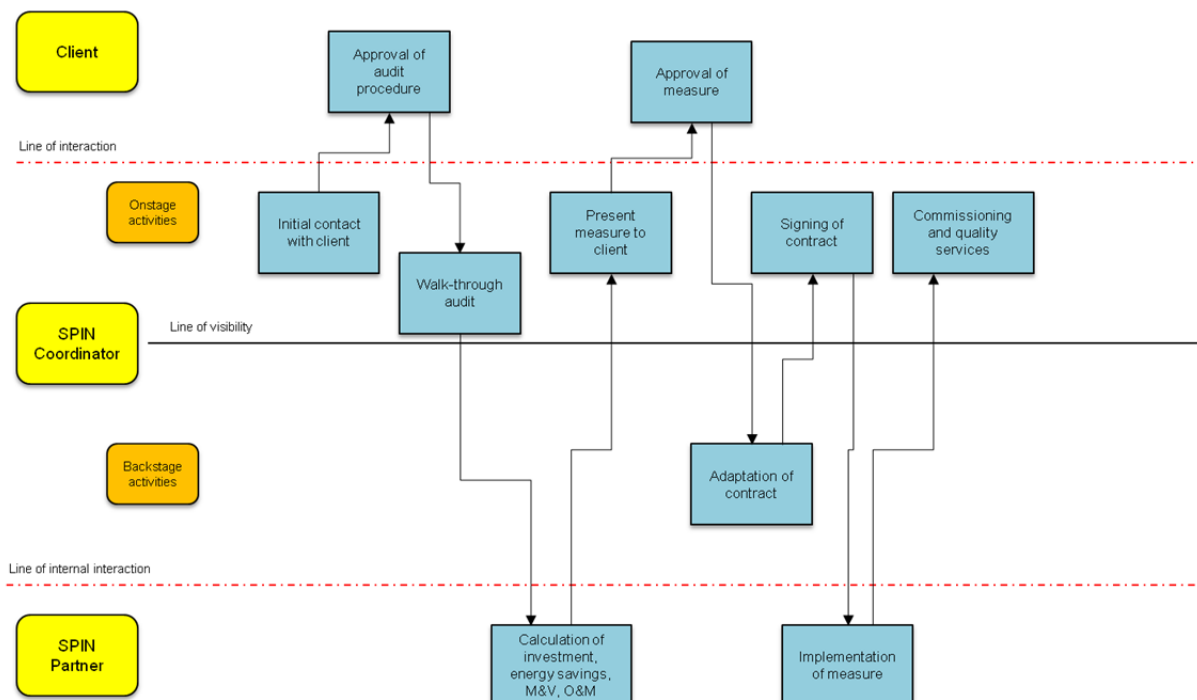 Client
Approval of
audit
procedure
Approval of
measure
Line of interaction
Onstage
activities
Initial contact
with client
Present
measure to
client
Signing of
contract
Commissioning
and quality
services
Walk-through
audit
SPIN
Coordinator
Line of visibility
Backstage
activities
Adaptation of
contract
Line of internal interaction
SPIN
Partner
Calculation of
investment,
energy savings,
M&V, O&M
Implementation
of measure